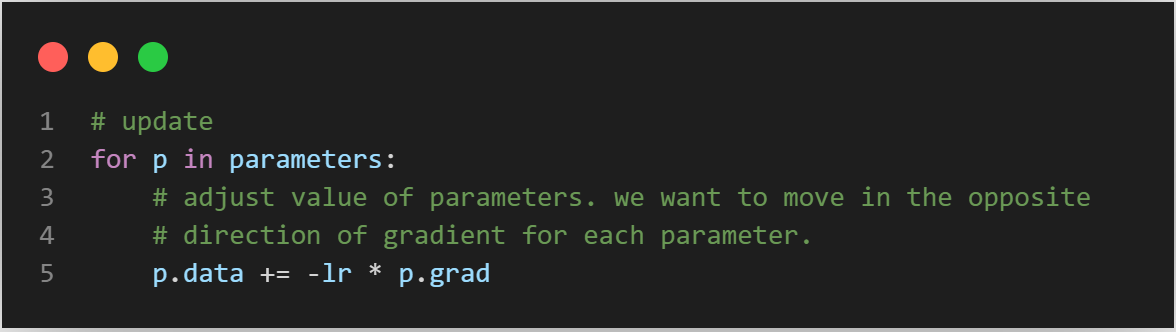 1 # update
2 for p in parameters:
3     # adjust value of parameters. we want to move in the opposite
4     # direction of gradient for each parameter.
5     p.data += -lr * p.grad